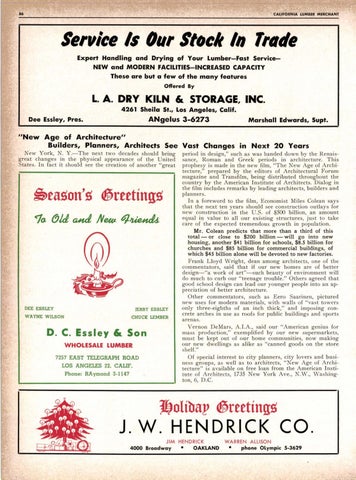 86
CALIFORNIA LUMBER MERCHANT
Service Is Our Stock In Trade
Expert Handling and Drying of Your Lumber—Fast Service—
NEW and MODERN FACILITIES—INCREASED CAPACITY
These are but a few of the many features
Offered By
L. A. DRY KILN & STORAGE, INC.
4261 Sheila St., Los Angeles, Calif.
Dee Essley, Pres.
ANgelus 3-6273
Marshall Edwards, Supt.
"New Age of Architecture"
Builders, Planners, Architects See Vast Changes in Next 20 Years
New York, N. Y.—The next two decades should bring
great changes in the physical appearance of the United
States. In fact it should see the creation of another "great
Season's Greetings
To Old and New Friends
DEE ESSLEY
JERRY ESSLEY
WAYNE WILSON
CHUCK LEMBER
D. C. Essley & Son
WHOLESALE LUMBER
7257 EAST TELEGRAPH ROAD
LOS ANGELES 22, CALIF.
Phone: RAymond 3-1147
period in design," such as was handed down by the Renais-
sance, Roman and Greek periods in architecture. This
prophesy is made in the new film, "The New Age of Archi-
tecture," prepared by the editors of Architectural Forum
magazine and Transfilm, being distributed throughout the
country by the American Institute of Architects. Dialog in
the film includes remarks by leading architects, builders and
planners.
In a foreword to the film, Economist Miles Colean says
that the next ten years should see construction outlays for
new construction in the U.S. of $500 billion, an amount
equal in value to all our existing structures, just to take
care of the expected tremendous growth in population.
Mr. Colean predicts that more than a third of this
total — or close to $200 billion — will go into new
housing, another $41 billion for schools, $8.5 billion for
churches and $85 billion for commercial buildings, of
which $45 billion alone will be devoted to new factories.
Frank Lloyd Wright, dean among architects, one of the
commentators, said that if our new homes are of better
design—"a work of art"—each beauty of environment will
do much to curb our "teenage trouble." Others agreed that
good school design can lead our younger people into an ap-
preciation of better architecture.
Other commentators, such as Eero Saarinen, pictured
new uses for modern materials, with walls of "vast towers
only three-eighths of an inch thick," and imposing con-
crete arches in use as roofs for public buildings and sports
arenas.
Vernon DeMars, A.I.A., said our "American genius for
mass production," exemplified by our new supermarkets,
must be kept out of our home communities, now making
our new dwellings as alike as "canned goods on the store
shelf."
Of special interest to city planners, city lovers and busi-
ness groups, as well as to architects, "New Age of Archi-
tecture" is available on free loan from the American Insti-
tute of Architects, 1735 New York Ave., N.W., Washing-
ton, 6, D.C.
Holiday Greetings
J. W. HENDRICK CO.
JIM HENDRICK
WARREN ALLISON
4000 Broadway • OAKLAND • phone Olympic 5-3629